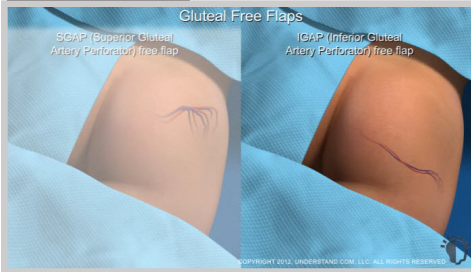 Gluteal Free Flaps
SGAP (Superior Gluteal
Artery Perforator) free flap
IGAP (Inferior Gluteal
Artery Perforator) free flap
COPYRIGHT 2012, UNDERSTAND.COM, LLC. ALL RIGHTS RESERVED